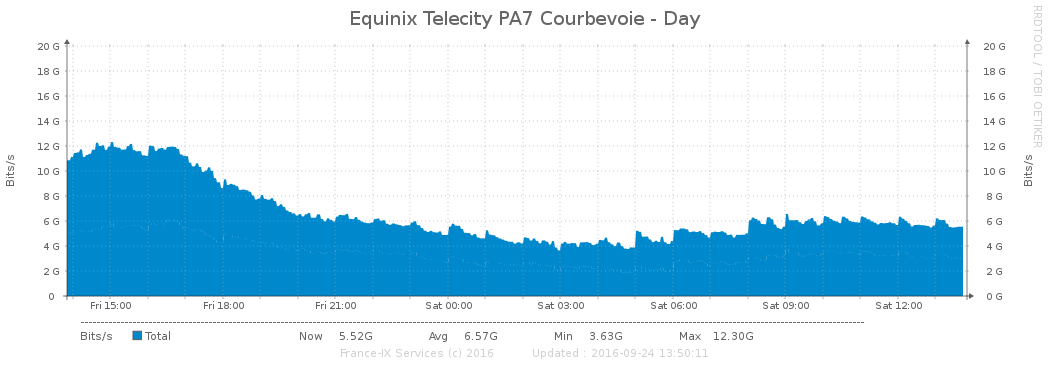 Equinix Telecity PA7 Courbevoie - Day
RRDTOOL / TOBI OETIKER
Bits/s
20 G
18 G
16 G
14 G
12 G
10 G
8 G
6 G
4 G
2 G
0
20 G
18 G
16 G
14 G
12 G
10 G
8 G
6 G
4 G
2 G
0 G
Bits/s
Fri 15:00 Fri 18:00 Fri 21:00 Sat 00:00 Sat 03:00 Sat 06:00 Sat 09:00 Sat 12:00
Bits/s Total Now 5.52G Avg 6.57G Min 3.63G Max 12.30G
France-IX Services (c) 2016 Updated : 2016-09-24 13:50:11